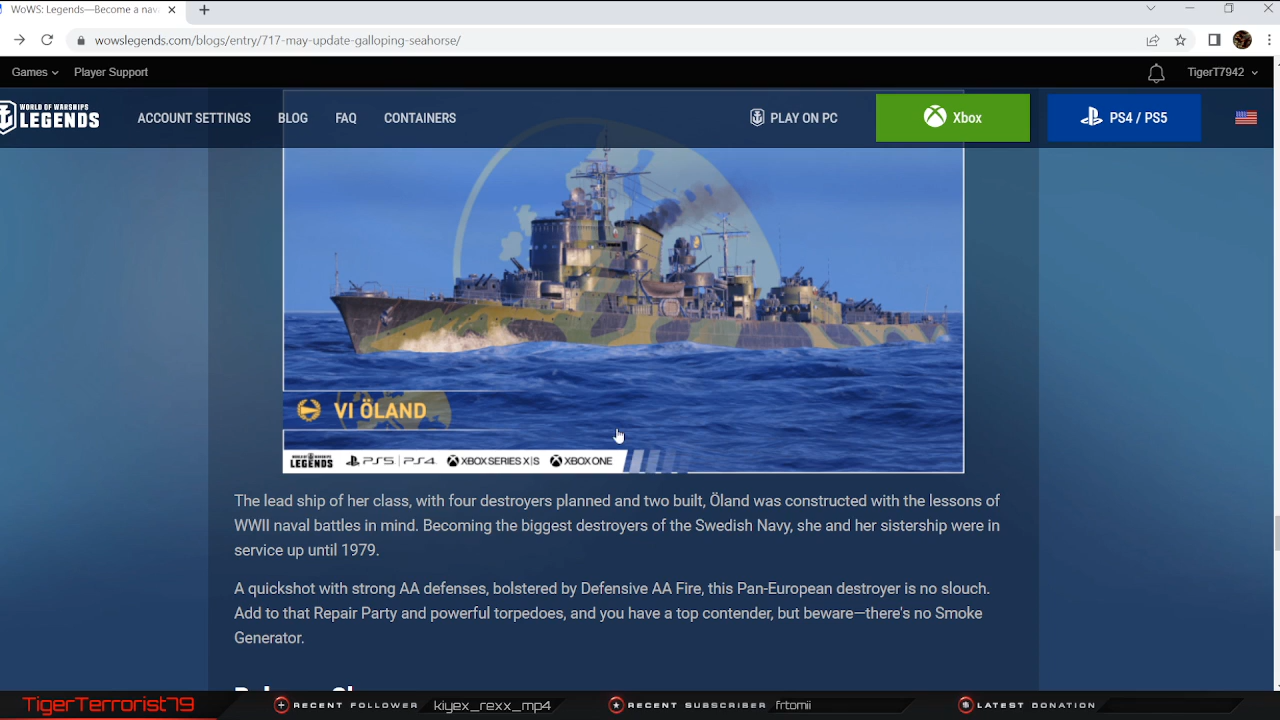 WoWS: Legends—Become a nav
wowslegends.com/blogs/entry/717-may-update-galloping-seahorse/
Games Player Support TigerT7942
WORLD OF WARSHIPS
LEGENDS
ACCOUNT SETTINGS BLOG FAQ CONTAINERS PLAY ON PC Xbox PS4 / PS5
VI ÖLAND
WORLD OF WARSHIPS
LEGENDS PS5 PS4 XBOX SERIES X|S XBOX ONE
The lead ship of her class, with four destroyers planned and two built, Öland was constructed with the lessons of
WWII naval battles in mind. Becoming the biggest destroyers of the Swedish Navy, she and her sistership were in
service up until 1979.
A quickshot with strong AA defenses, bolstered by Defensive AA Fire, this Pan-European destroyer is no slouch.
Add to that Repair Party and powerful torpedoes, and you have a top contender, but beware—there's no Smoke
Generator.
TigerTerrorist79 RECENT FOLLOWER kiyex_rexx_mp4 RECENT SUBSCRIBER frtomii LATEST DONATION